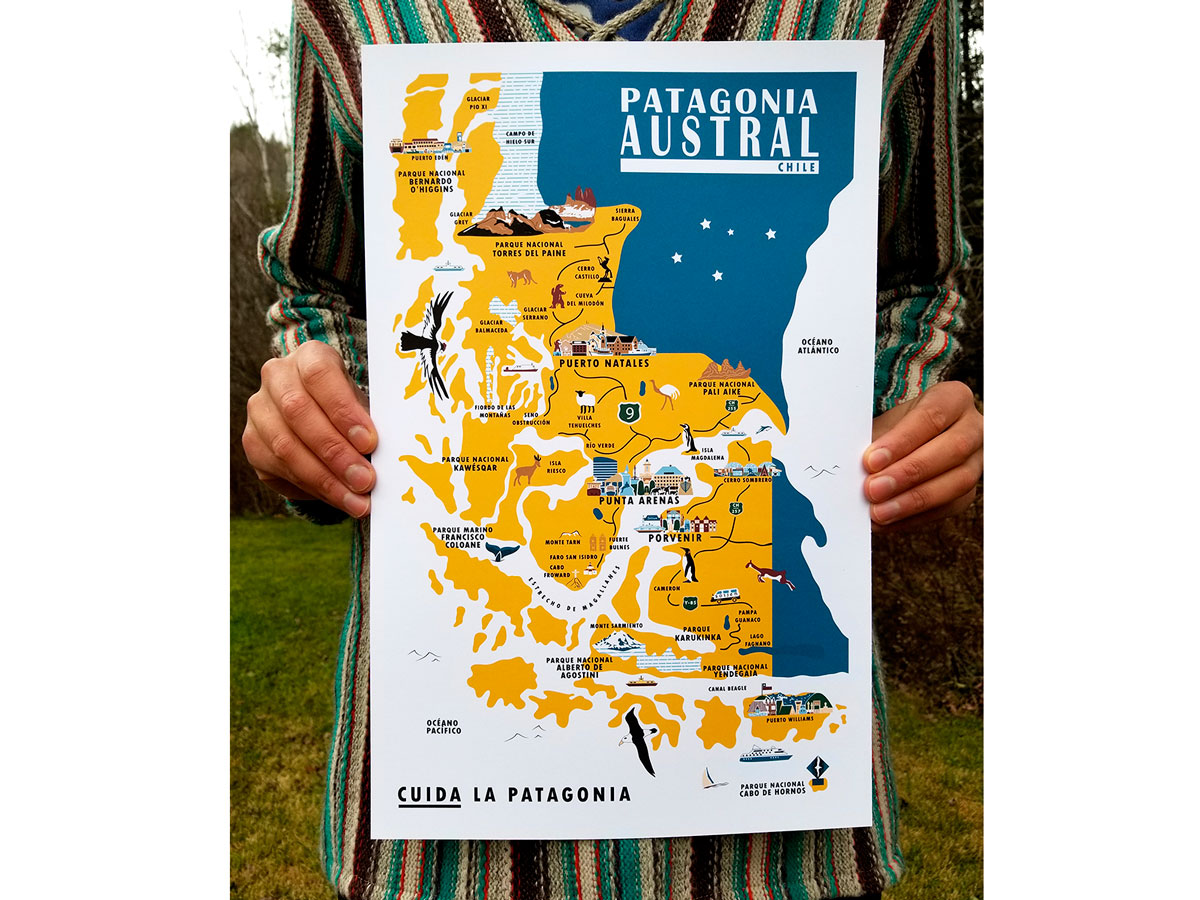 PATAGONIA
AUSTRAL
CHILE
GLACIAR
PIO XI
CAMPO DE
HIELO SUR
PUERTO EDÉN
PARQUE NACIONAL
BERNARDO
O'HIGGINS
GLACIAR
GREY
SIERRA
BAGUALES
PARQUE NACIONAL
TORRES DEL PAINE
CERRO
CASTILLO
CUEVA
DEL MILODÓN
GLACIAR
SERRANO
GLACIAR
BALMACEDA
OCÉANO
ATLÁNTICO
PUERTO NATALES
PARQUE NACIONAL
PALI AIKE
FIORDO DE LAS
MONTAÑAS
SENO
OBSTRUCCIÓN
VILLA
TEHUELCHES
9
CH
255
RÍO VERDE
ISLA
MAGDALENA
PARQUE NACIONAL
KAWÉSQAR
ISLA
RIESCO
CERRO SOMBRERO
PUNTA ARENAS
CH
257
PORVENIR
PARQUE MARINO
FRANCISCO
COLOANE
MONTE TARN
FUERTE
BULNES
FARO SAN ISIDRO
CABO
FROWARD
ESTRECHO DE MAGALLANES
CAMERON
Y-85
PAMPA
GUANACO
MONTE SARMIENTO
PARQUE
KARUKINKA
LAGO
FAGNANO
PARQUE NACIONAL
ALBERTO DE
AGOSTINI
PARQUE NACIONAL
YENDEGAIA
CANAL BEAGLE
PUERTO WILLIAMS
OCÉANO
PACÍFICO
PARQUE NACIONAL
CABO DE HORNOS
CUIDA LA PATAGONIA